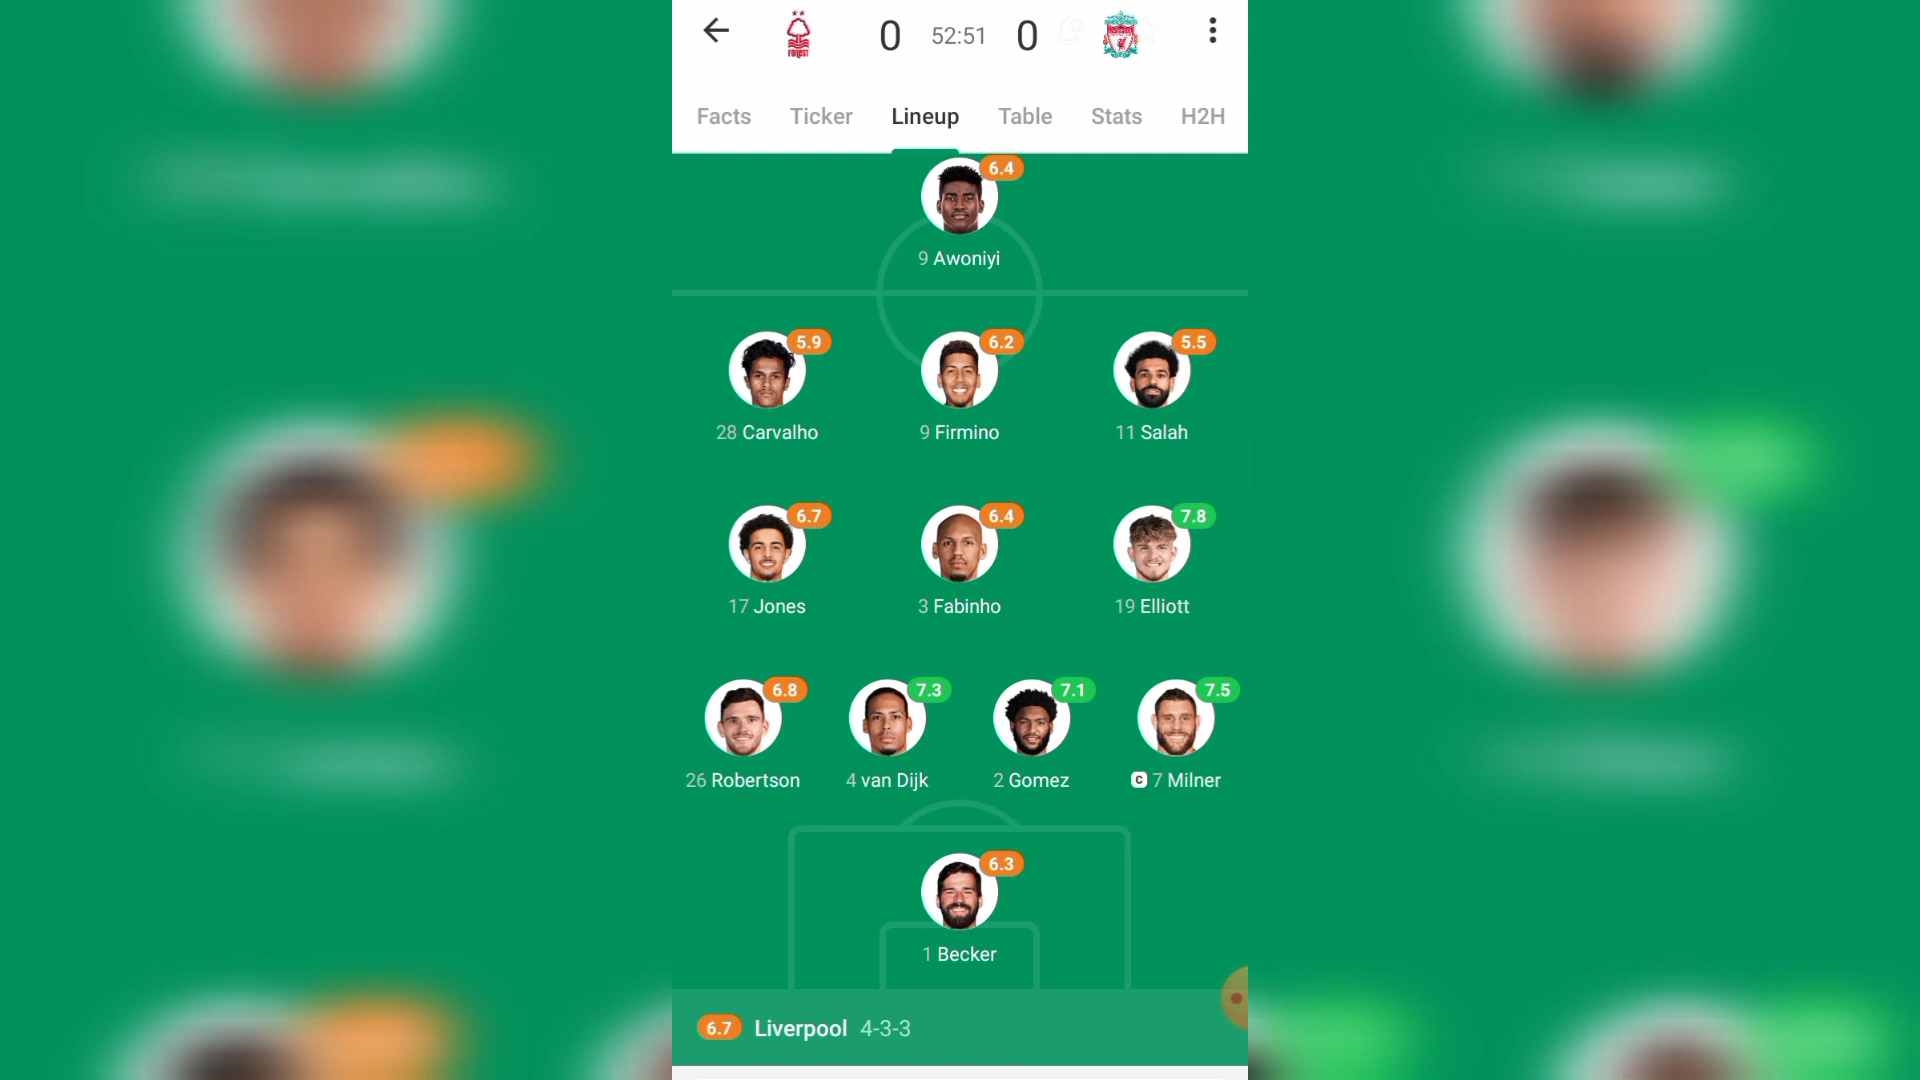 0 52:51 0
FOREST
Facts Ticker Lineup Table Stats H2H
6.4
9 Awoniyi
5.9 6.2 5.5
28 Carvalho 9 Firmino 11 Salah
6.7 6.4 7.8
17 Jones 3 Fabinho 19 Elliott
6.8 7.3 7.1 7.5
26 Robertson 4 van Dijk 2 Gomez C 7 Milner
6.3
1 Becker
6.7 Liverpool 4-3-3